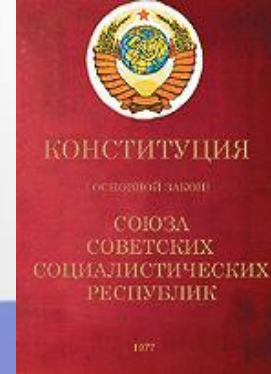 КОНСТИТУЦИЯ
(ОСНОВНОЙ ЗАКОН)
СОЮЗА
СОВЕТСКИХ
СОЦИАЛИСТИЧЕСКИХ
РЕСПУБЛИК
1977